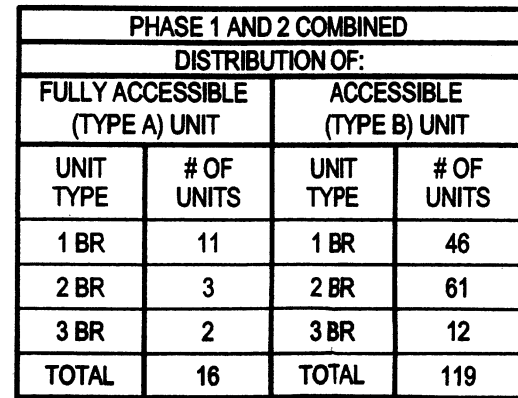 PHASE 1 AND 2 COMBINED
DISTRIBUTION OF:
FULLY ACCESSIBLE (TYPE A) UNIT
ACCESSIBLE (TYPE B) UNIT
UNIT TYPE # OF UNITS UNIT TYPE # OF UNITS
1 BR 11 1 BR 46
2 BR 3 2 BR 61
3 BR 2 3 BR 12
TOTAL 16 TOTAL 119